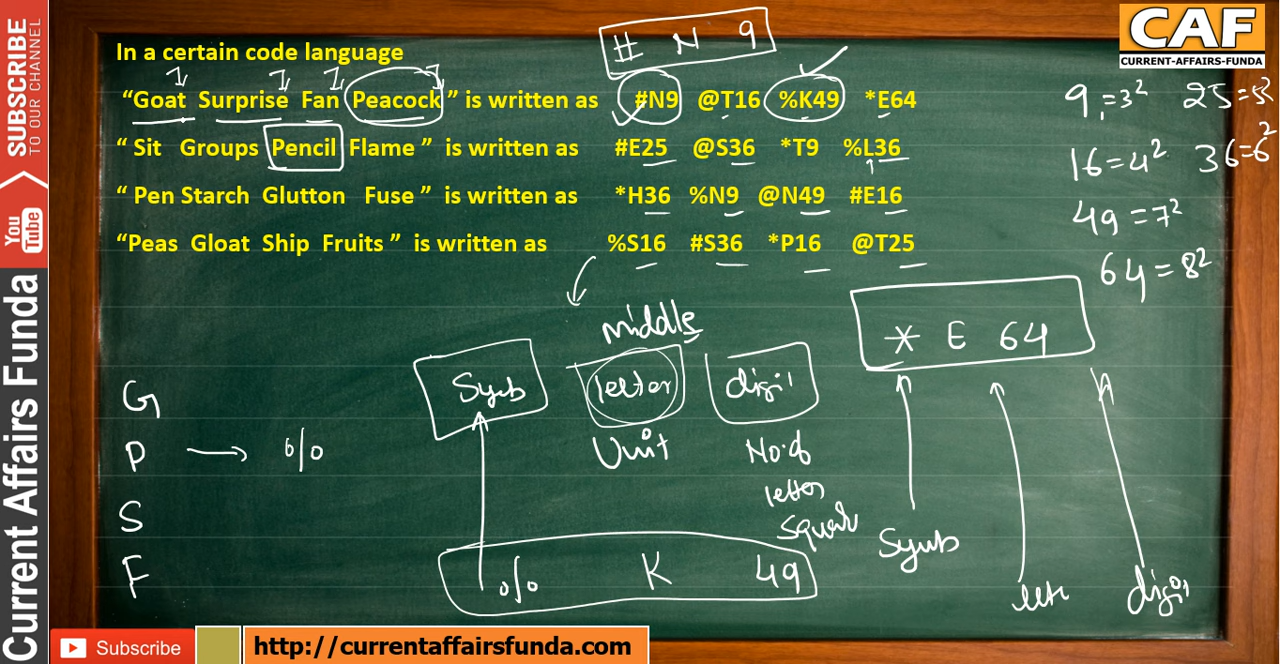 In a certain code language
# N 9
"Goat Surprise Fan Peacock" is written as #N9 @T16 %K49 *E64
" Sit Groups Pencil Flame " is written as #E25 @S36 *T9 %L36
" Pen Starch Glutton Fuse " is written as *H36 %N9 @N49 #E16
"Peas Gloat Ship Fruits " is written as %S16 #S36 *P16 @T25
CAF
CURRENT-AFFAIRS-FUNDA
9 = 3² 25 = 5²
16 = 4² 36 = 6²
49 = 7²
64 = 8²
middle
Symb letter digit
Unit No. of
letter
square
* E 64
Symb digit
G
P → %
S
F
% K 49
SUBSCRIBE
TO OUR CHANNEL
You Tube
Current Affairs Funda
Subscribe
http://currentaffairsfunda.com